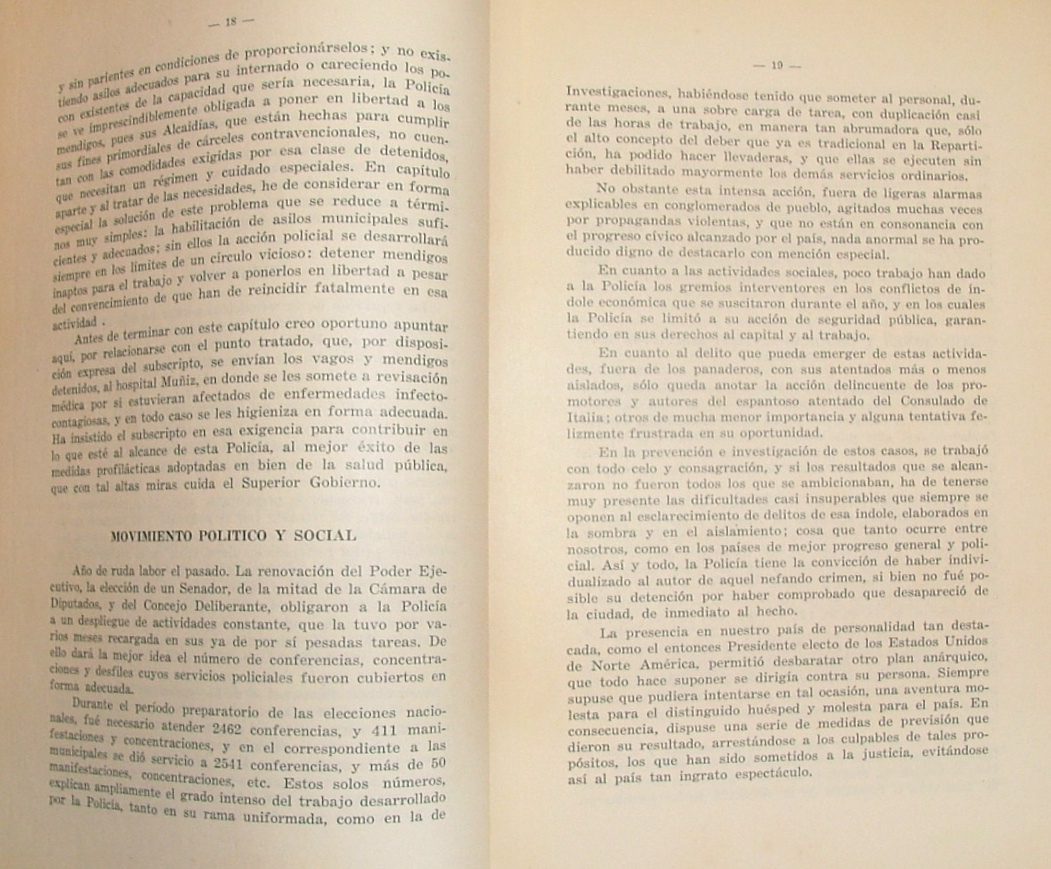 — 18 —
y sin parientes en condiciones de proporcionárselos; y no exis-
tiendo asilos adecuados para su internado o careciendo los po-
con existentes de la capacidad que sería necesaria, la Policía
se ve imprescindiblemente obligada a poner en libertad a los
mendigos, pues sus Alcaidías, que están hechas para cumplir
sus fines primordiales de cárceles contravencionales, no cuen-
tan con las comodidades exigidas por esa clase de detenidos,
que necesitan un régimen y cuidado especiales. En capítulo
aparte y al tratar de las necesidades, he de considerar en forma
especial la solución de este problema que se reduce a térmi-
nos muy simples: la habilitación de asilos municipales sufi-
cientes y adecuados; sin ellos la acción policial se desarrollará
siempre en los límites de un círculo vicioso: detener mendigos
inaptos para el trabajo y volver a ponerlos en libertad a pesar
del convencimiento de que han de reincidir fatalmente en esa
actividad .
Antes de terminar con este capítulo creo oportuno apuntar
aquí, por relacionarse con el punto tratado, que, por disposi-
ción expresa del subscripto, se envían los vagos y mendigos
detenidos, al hospital Muñiz, en donde se les somete a revisación
médica por si estuvieran afectados de enfermedades infecto-
contagiosas, y en todo caso se les higieniza en forma adecuada.
Ha insistido el subscripto en esa exigencia para contribuir en
lo que esté al alcance de esta Policía, al mejor éxito de las
medidas profilácticas adoptadas en bien de la salud pública,
que con tal altas miras cuida el Superior Gobierno.
MOVIMIENTO POLITICO Y SOCIAL
Año de ruda labor el pasado. La renovación del Poder Eje-
cutivo, la elección de un Senador, de la mitad de la Cámara de
Diputados, y del Concejo Deliberante, obligaron a la Policía
a un despliegue de actividades constante, que la tuvo por va-
rios meses recargada en sus ya de por sí pesadas tareas. De
ello dará la mejor idea el número de conferencias, concentra-
ciones y desfiles cuyos servicios policiales fueron cubiertos en
forma adecuada.
Durante el período preparatorio de las elecciones nacio-
nales, fué necesario atender 2462 conferencias, y 411 mani-
festaciones y concentraciones, y en el correspondiente a las
municipales se dió servicio a 2541 conferencias, y más de 50
manifestaciones, concentraciones, etc. Estos solos números,
explican ampliamente el grado intenso del trabajo desarrollado
por la Policía, tanto en su rama uniformada, como en la de
— 19 —
Investigaciones, habiéndose tenido que someter al personal, du-
rante meses, a una sobre carga de tarea, con duplicación casi
de las horas de trabajo, en manera tan abrumadora que, sólo
el alto concepto del deber que ya es tradicional en la Reparti-
ción, ha podido hacer llevaderas, y que ellas se ejecuten sin
haber debilitado mayormente los demás servicios ordinarios.
No obstante esta intensa acción, fuera de ligeras alarmas
explicables en conglomerados de pueblo, agitados muchas veces
por propagandas violentas, y que no están en consonancia con
el progreso cívico alcanzado por el país, nada anormal se ha pro-
ducido digno de destacarlo con mención especial.
En cuanto a las actividades sociales, poco trabajo han dado
a la Policía los gremios interventores en los conflictos de ín-
dole económica que se suscitaron durante el año, y en los cuales
la Policía se limitó a su acción de seguridad pública, garan-
tiendo en sus derechos al capital y al trabajo.
En cuanto al delito que pueda emerger de estas activida-
des, fuera de los panaderos, con sus atentados más o menos
aislados, sólo queda anotar la acción delincuente de los pro-
motores y autores del espantoso atentado del Consulado de
Italia; otros de mucha menor importancia y alguna tentativa fe-
lizmente frustrada en su oportunidad.
En la prevención e investigación de estos casos, se trabajó
con todo celo y consagración, y si los resultados que se alcan-
zaron no fueron todos los que se ambicionaban, ha de tenerse
muy presente las dificultades casi insuperables que siempre se
oponen al esclarecimiento de delitos de esa índole, elaborados en
la sombra y en el aislamiento; cosa que tanto ocurre entre
nosotros, como en los países de mejor progreso general y poli-
cial. Así y todo, la Policía tiene la convicción de haber indivi-
dualizado al autor de aquel nefando crimen, si bien no fué po-
sible su detención por haber comprobado que desapareció de
la ciudad, de inmediato al hecho.
La presencia en nuestro país de personalidad tan desta-
cada, como el entonces Presidente electo de los Estados Unidos
de Norte América, permitió desbaratar otro plan anárquico,
que todo hace suponer se dirigía contra su persona. Siempre
supuse que pudiera intentarse en tal ocasión, una aventura mo-
lesta para el distinguido huésped y molesta para el país. En
consecuencia, dispuse una serie de medidas de previsión que
dieron su resultado, arrestándose a los culpables de tales pro-
pósitos, los que han sido sometidos a la justicia, evitándose
así al país tan ingrato espectáculo.